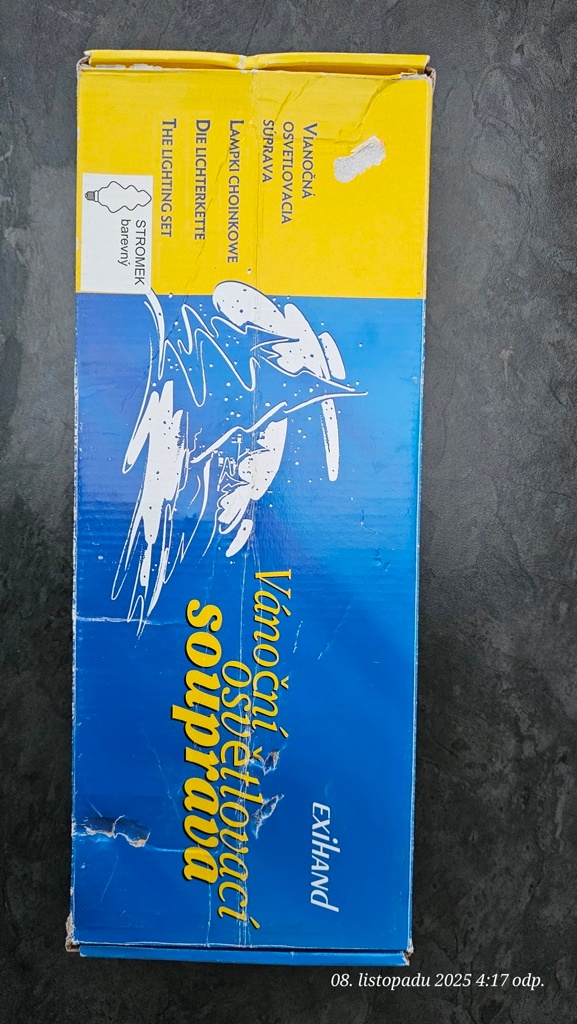 VIANOČNÁ
OSVETLOVACIA
SÚPRAVA
LAMPKI CHOINKOWE
DIE LICHTERKETTE
THE LIGHTING SET
STROMEK
barevný
EXIHAND
Vánoční
osvětlovací
souprava
08. listopadu 2025 4:17 odp.